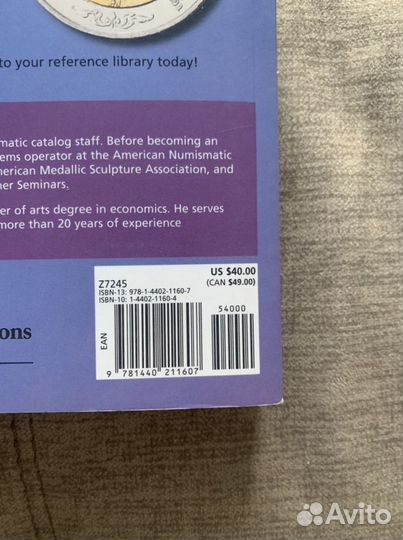 to your reference library today!
matic catalog staff. Before becoming an
ems operator at the American Numismatic
erican Medallic Sculpture Association, and
er Seminars.
er of arts degree in economics. He serves
more than 20 years of experience
ons
Z7245
ISBN-13: 978-1-4402-1160-7
ISBN-10: 1-4402-1160-4
US $40.00
(CAN $49.00)
54000
EAN
9 781440 211607
Avito